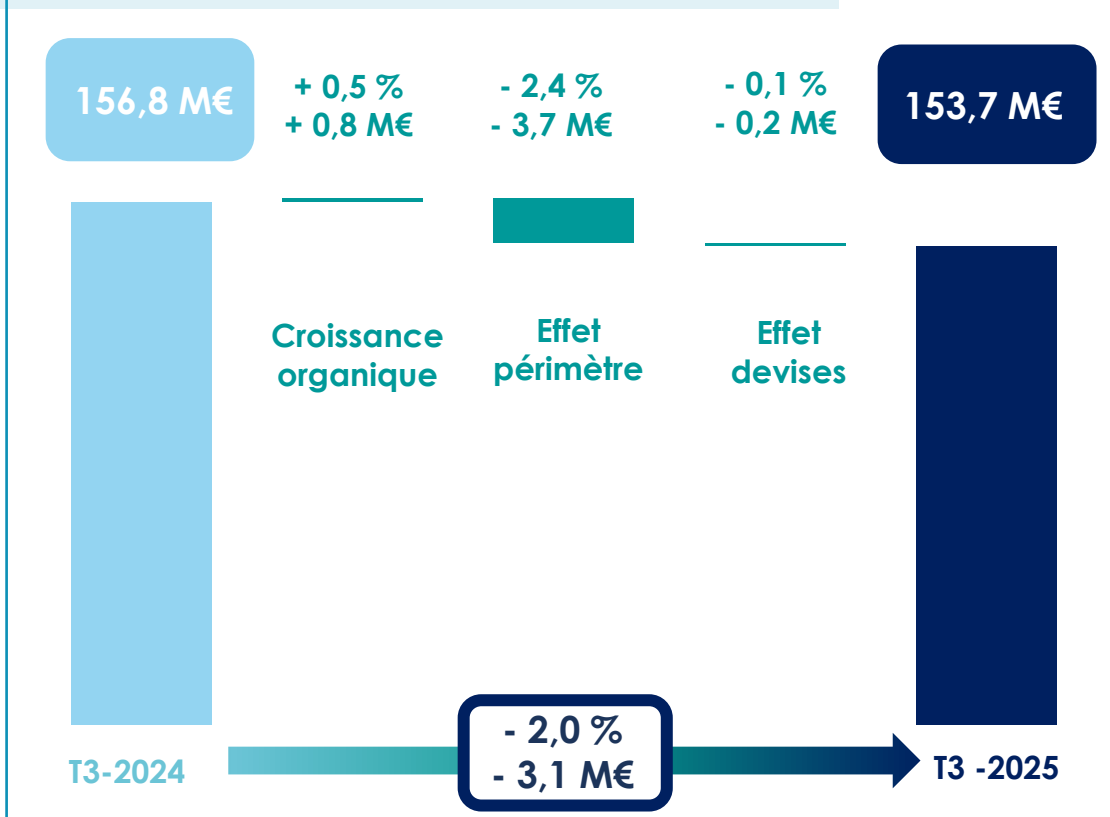 156,8 M€
+ 0,5 %
+ 0,8 M€
- 2,4 %
- 3,7 M€
- 0,1 %
- 0,2 M€
153,7 M€
Croissance
organique
Effet
périmètre
Effet
devises
- 2,0 %
- 3,1 M€
T3-2024
T3 -2025